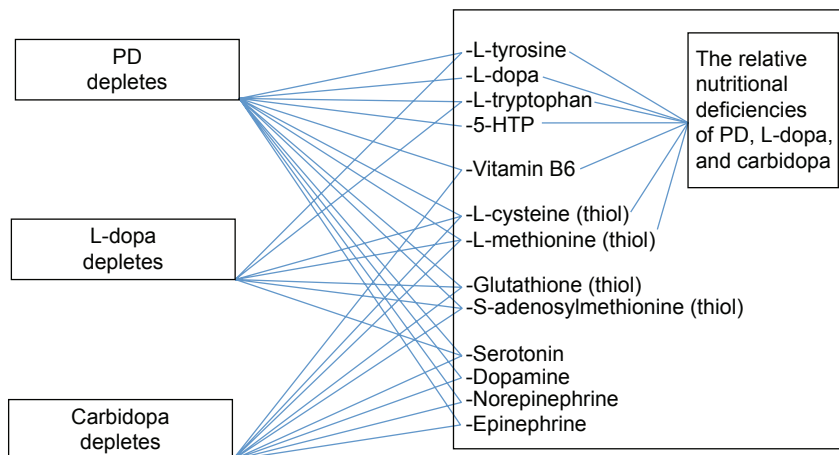 PD
depletes
L-dopa
depletes
Carbidopa
depletes
-L-tyrosine
-L-dopa
-L-tryptophan
-5-HTP
-Vitamin B6
-L-cysteine (thiol)
-L-methionine (thiol)
-Glutathione (thiol)
-S-adenosylmethionine (thiol)
-Serotonin
-Dopamine
-Norepinephrine
-Epinephrine
The relative
nutritional
deficiencies
of PD, L-dopa,
and carbidopa